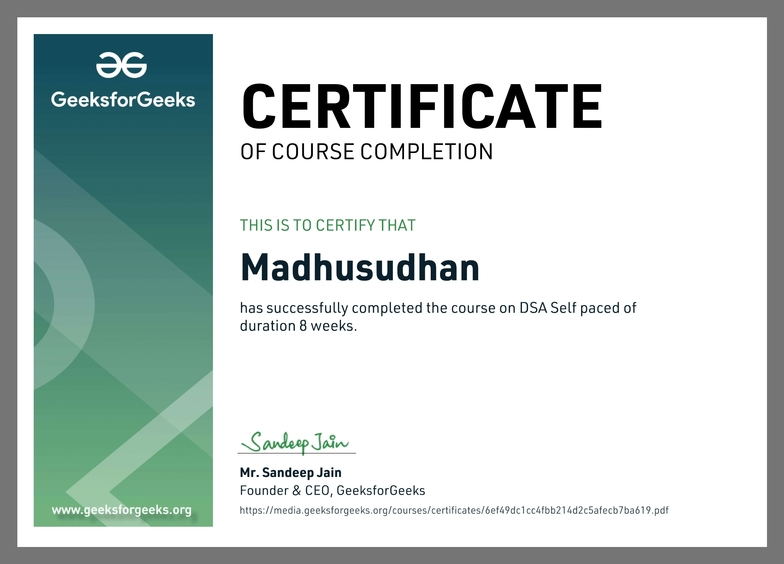 GeeksforGeeks
CERTIFICATE
OF COURSE COMPLETION
THIS IS TO CERTIFY THAT
Madhusudhan
has successfully completed the course on DSA Self paced of
duration 8 weeks.
Sandeep Jain
Mr. Sandeep Jain
Founder & CEO, GeeksforGeeks
www.geeksforgeeks.org
https://media.geeksforgeeks.org/courses/certificates/6ef49dc1cc4fbb214d2c5afecb7ba619.pdf